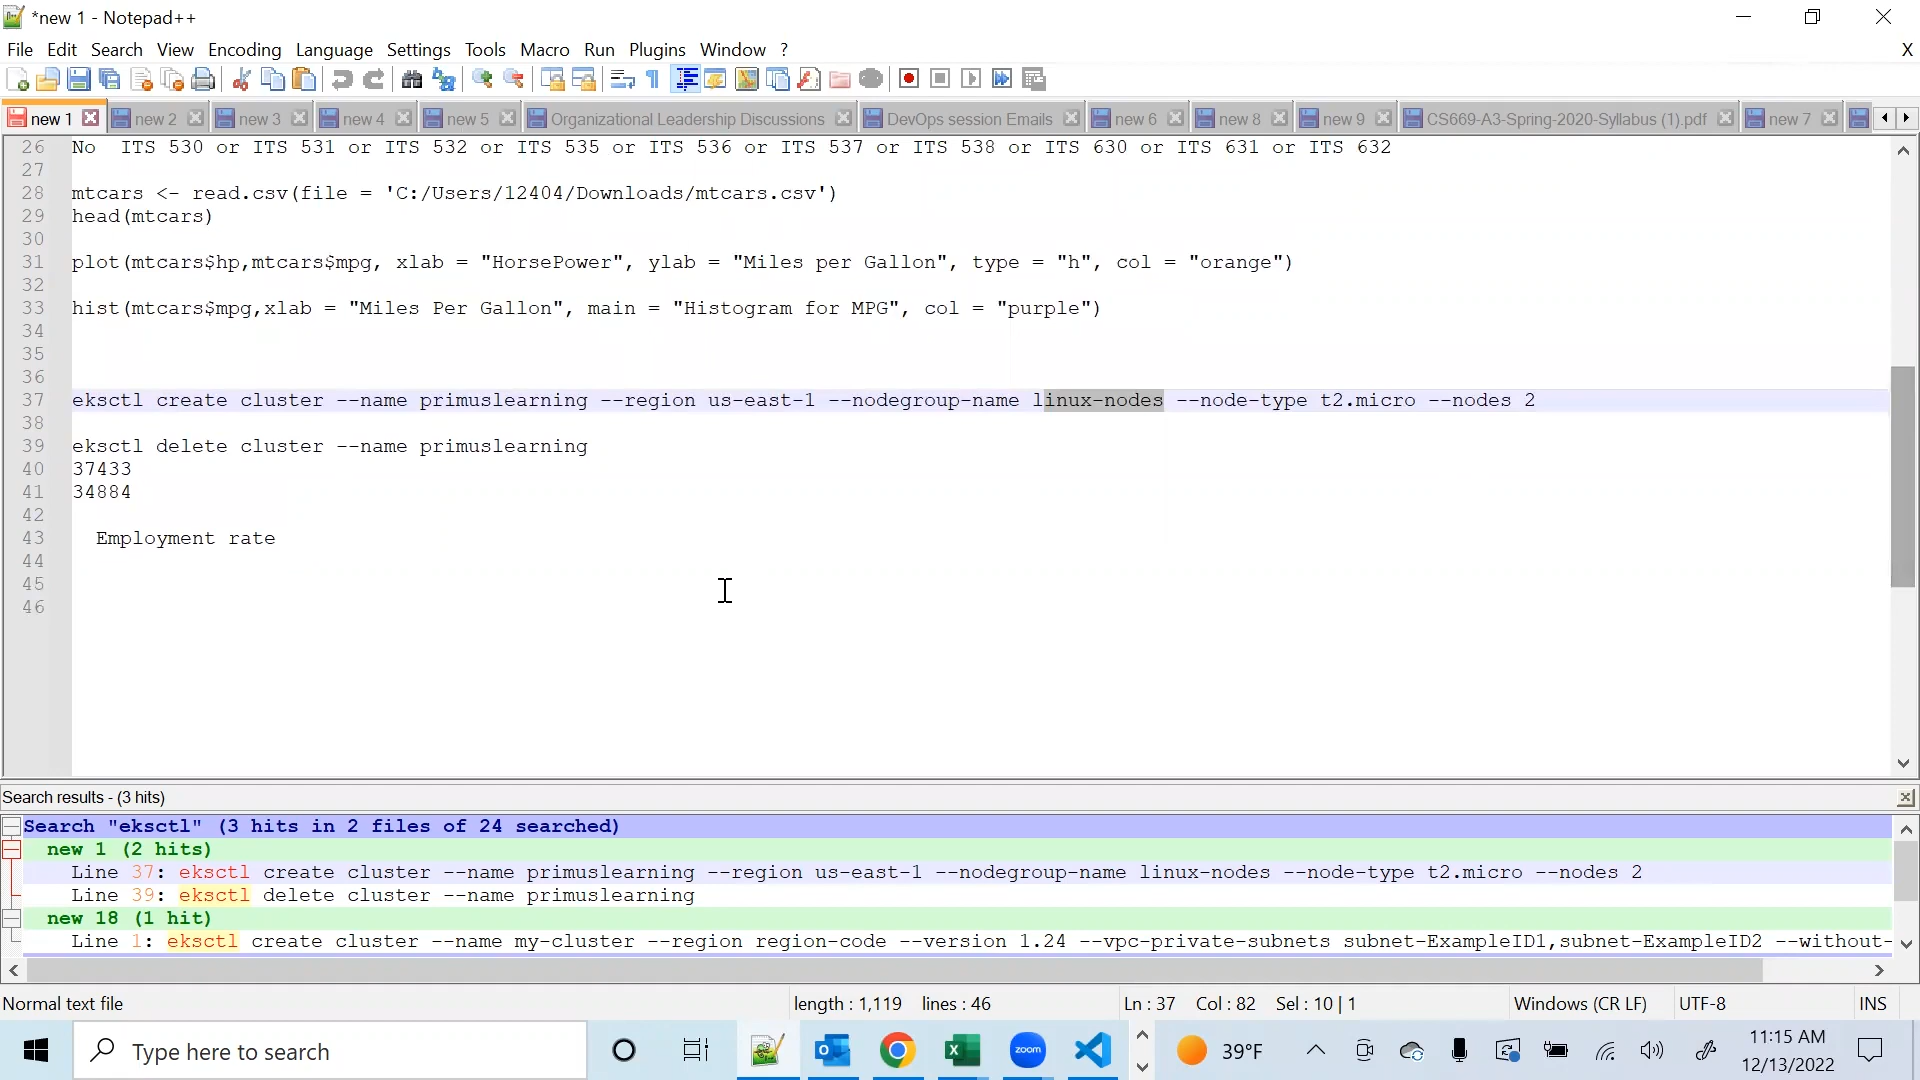 *new 1 - Notepad++
File Edit Search View Encoding Language Settings Tools Macro Run Plugins Window ? X
new 1 new 2 new 3 new 4 new 5 Organizational Leadership Discussions DevOps session Emails new 6 new 8 new 9 CS669-A3-Spring-2020-Syllabus (1).pdf new 7
26 No ITS 530 or ITS 531 or ITS 532 or ITS 535 or ITS 536 or ITS 537 or ITS 538 or ITS 630 or ITS 631 or ITS 632
27
28 mtcars <- read.csv(file = 'C:/Users/12404/Downloads/mtcars.csv')
29 head(mtcars)
30
31 plot(mtcars$hp,mtcars$mpg, xlab = "HorsePower", ylab = "Miles per Gallon", type = "h", col = "orange")
32
33 hist(mtcars$mpg,xlab = "Miles Per Gallon", main = "Histogram for MPG", col = "purple")
34
35
36
37 eksctl create cluster --name primuslearning --region us-east-1 --nodegroup-name linux-nodes --node-type t2.micro --nodes 2
38
39 eksctl delete cluster --name primuslearning
40 37433
41 34884
42
43 Employment rate
44
45
46
Search results - (3 hits)
Search "eksctl" (3 hits in 2 files of 24 searched)
new 1 (2 hits)
Line 37: eksctl create cluster --name primuslearning --region us-east-1 --nodegroup-name linux-nodes --node-type t2.micro --nodes 2
Line 39: eksctl delete cluster --name primuslearning
new 18 (1 hit)
Line 1: eksctl create cluster --name my-cluster --region region-code --version 1.24 --vpc-private-subnets subnet-ExampleID1,subnet-ExampleID2 --without-
Normal text file length : 1,119 lines : 46 Ln : 37 Col : 82 Sel : 10 | 1 Windows (CR LF) UTF-8 INS
Type here to search zoom 39°F 11:15 AM
12/13/2022